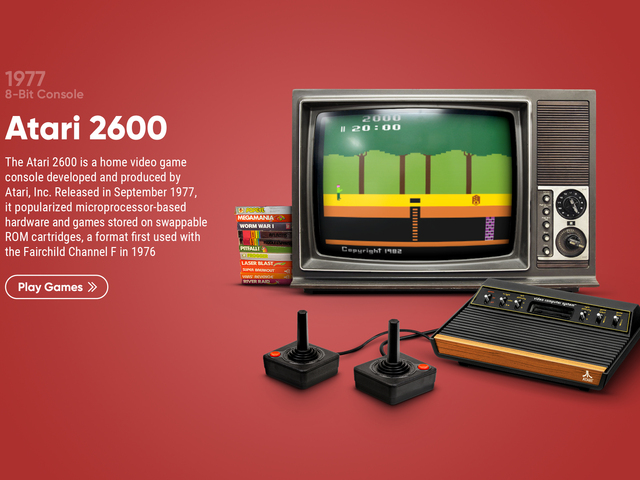 1977
8-Bit Console
Atari 2600
The Atari 2600 is a home video game
console developed and produced by
Atari, Inc. Released in September 1977,
it popularized microprocessor-based
hardware and games stored on swappable
ROM cartridges, a format first used with
the Fairchild Channel F in 1976
Play Games
2000
20:00
Copyright 1982
MEGAMANIA
WORM WAR I
PITFALL!
LASER BLAST
SUPER BREAKOUT
RIVER RAID
video computer system